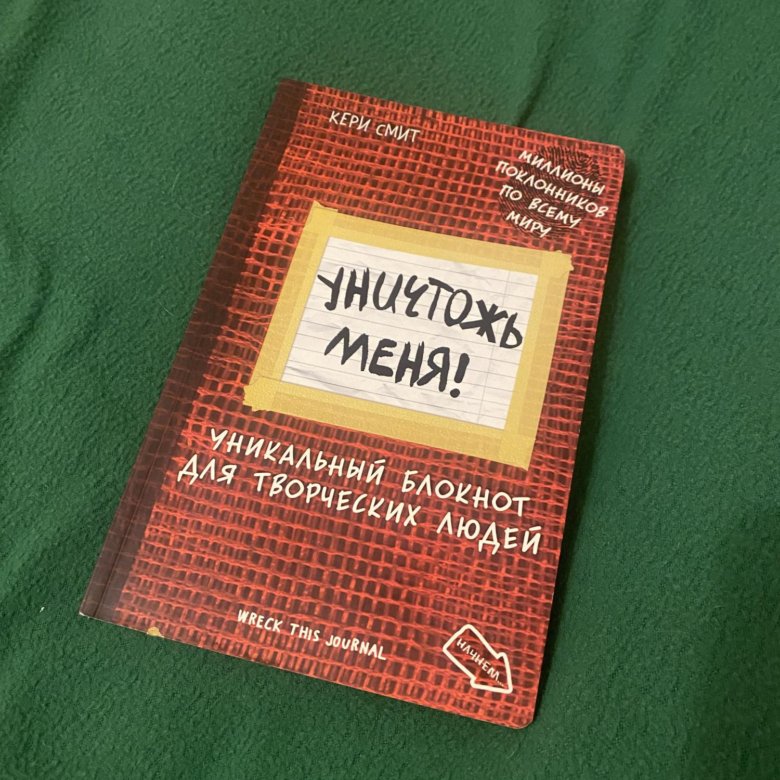 КЕРИ СМИТ
МИЛЛИОНЫ
ПОКЛОННИКОВ
ПО ВСЕМУ
МИРУ
УНИЧТОЖЬ
МЕНЯ!
УНИКАЛЬНЫЙ БЛОКНОТ
ДЛЯ ТВОРЧЕСКИХ ЛЮДЕЙ
WRECK THIS JOURNAL
НАЧНЕМ...